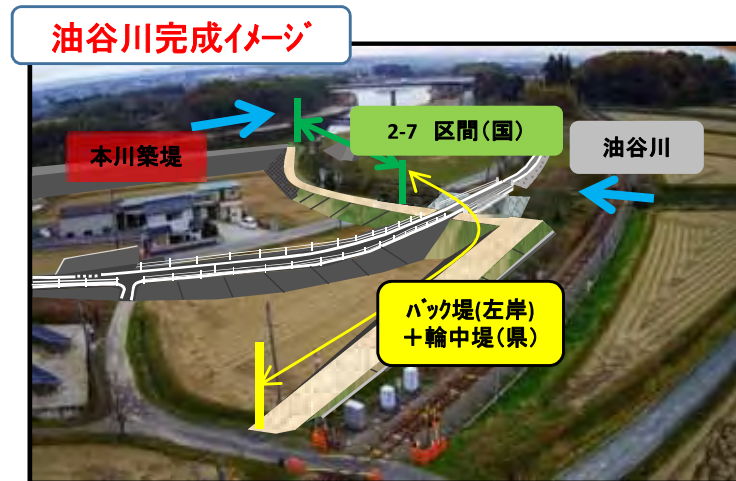 油谷川完成ｲﾒｰｼﾞ
2-7 区間（国）
油谷川
本川築堤
ﾊﾞｯｸ堤(左岸)
＋輪中堤（県）